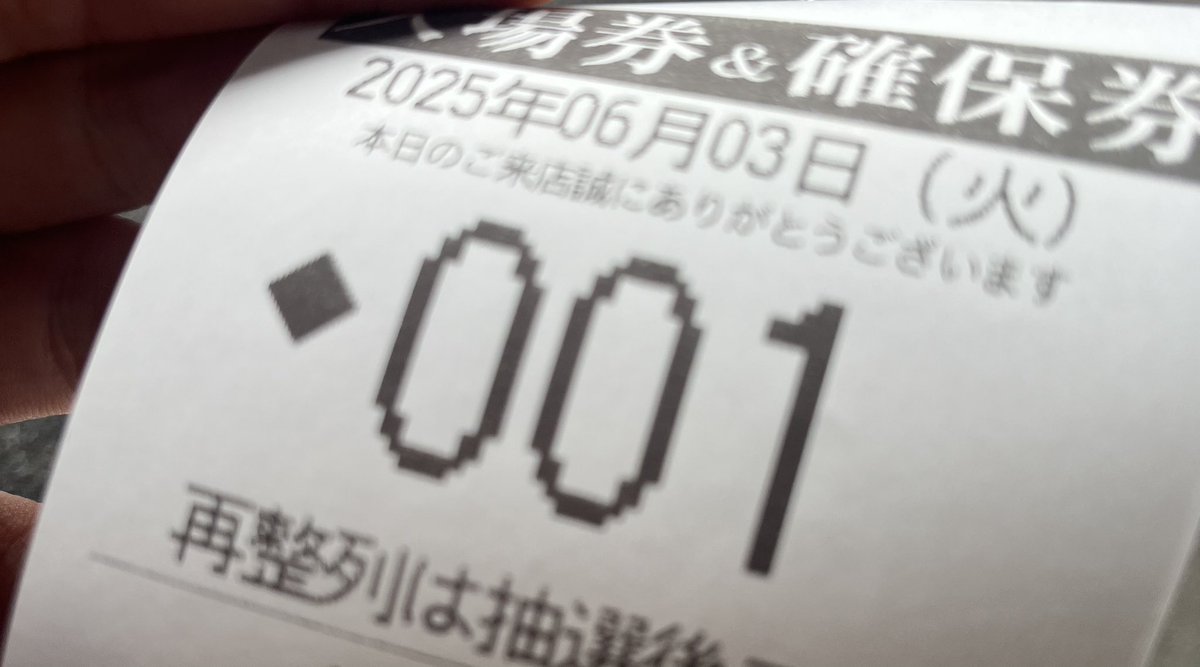 場券&確保券
2025年06月03日（火）
本日のご来店誠にありがとうございます
◆001
再整列は抽選後